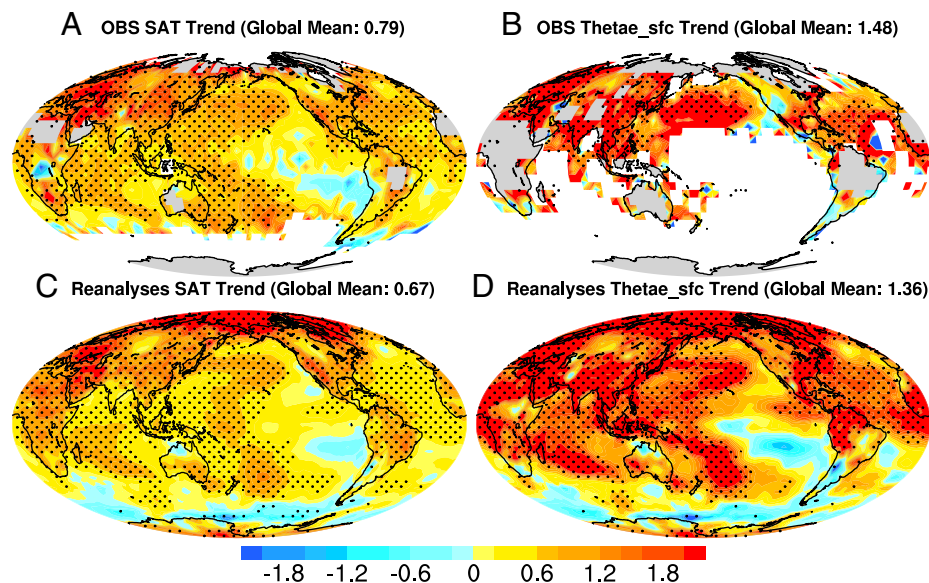 A OBS SAT Trend (Global Mean: 0.79)
B OBS Thetae_sfc Trend (Global Mean: 1.48)
C Reanalyses SAT Trend (Global Mean: 0.67)
D Reanalyses Thetae_sfc Trend (Global Mean: 1.36)
-1.8 -1.2 -0.6 0 0.6 1.2 1.8